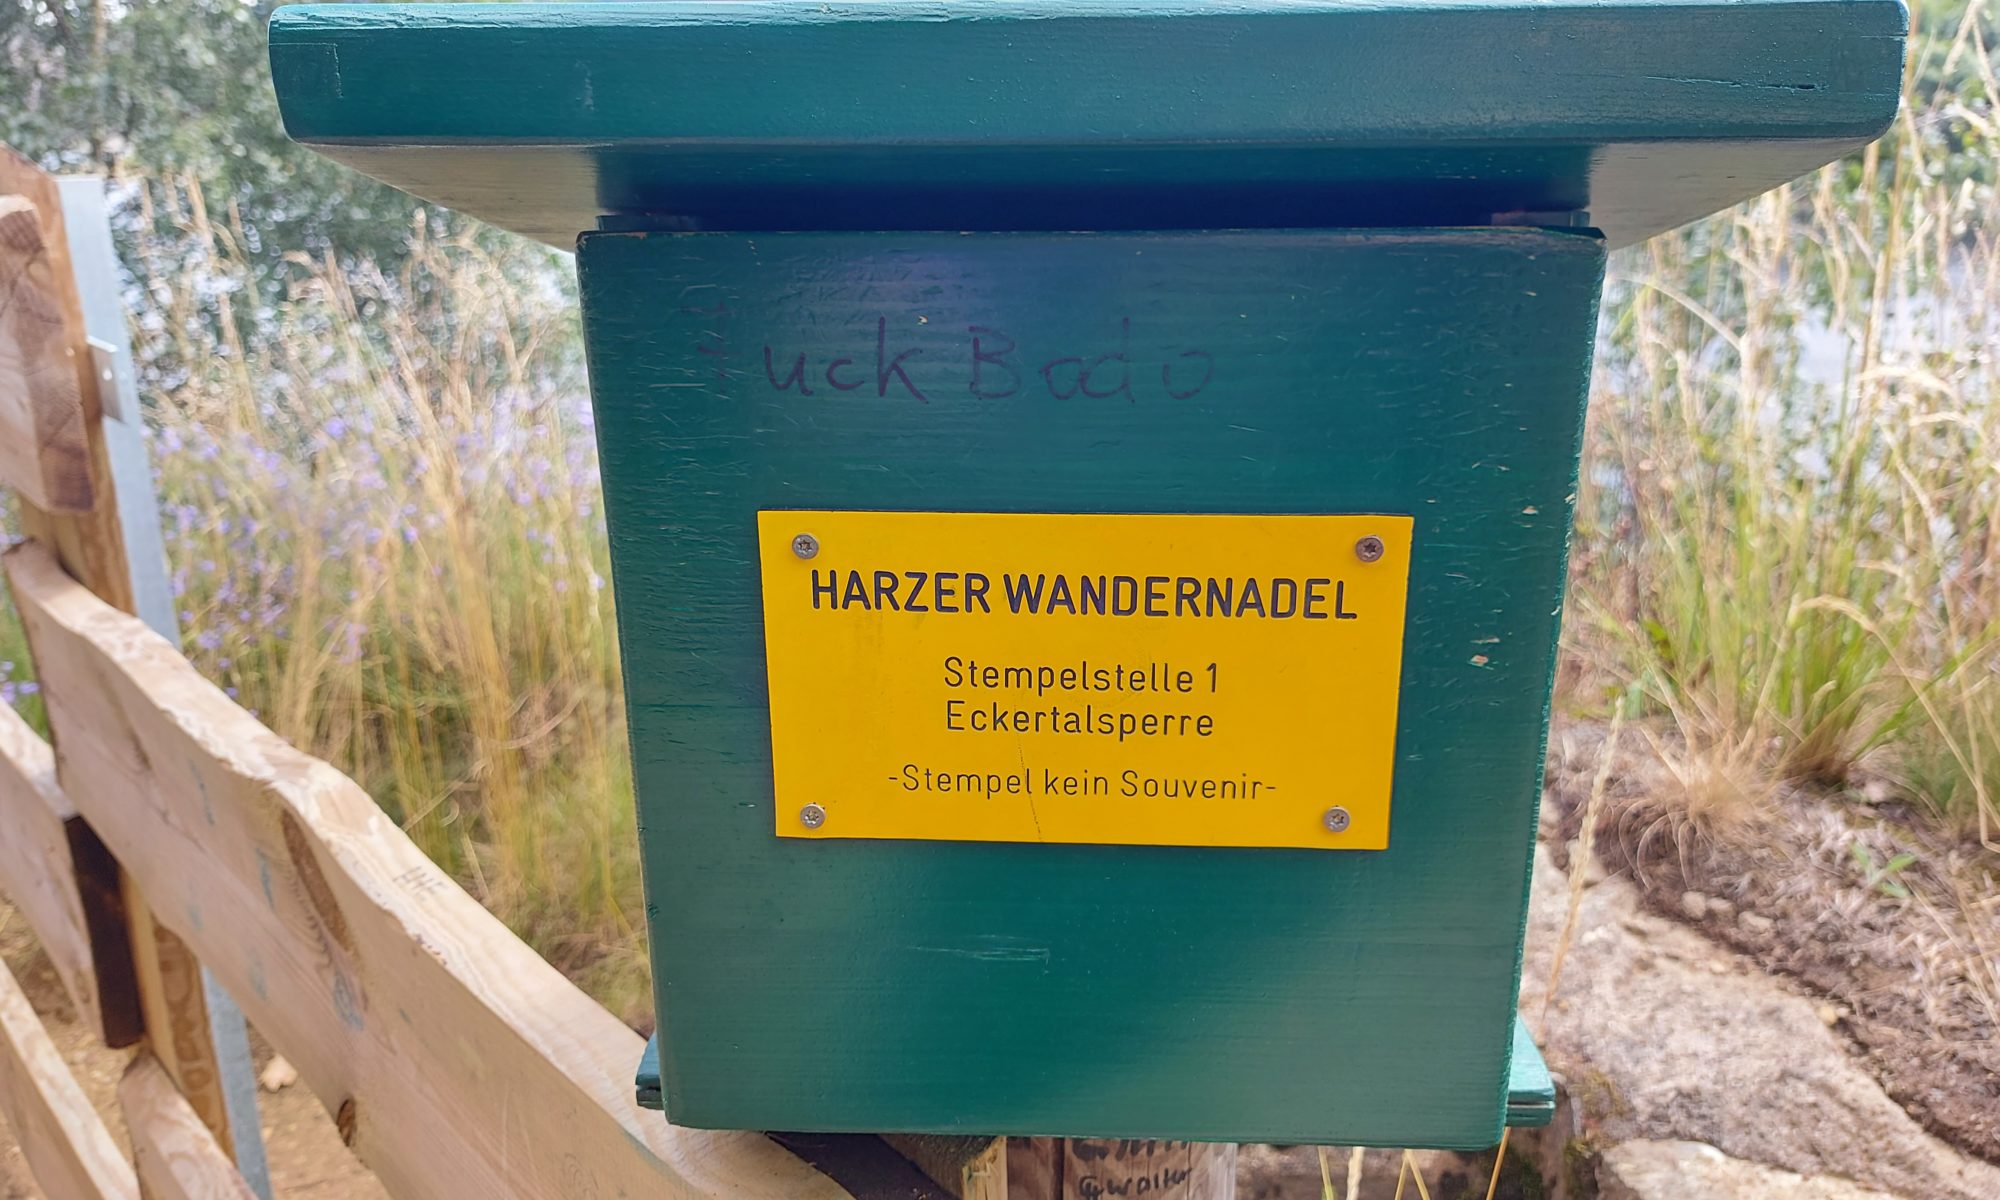 Fuck Bodo
HARZER WANDERNADEL
Stempelstelle 1
Eckertalsperre
-Stempel kein Souvenir-